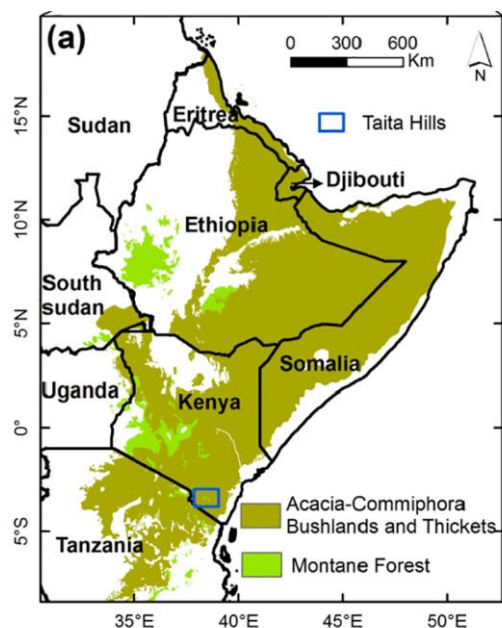 (a)
0 300 600
Km
N
Taita Hills
Eritrea
Sudan
Djibouti
Ethiopia
South
sudan
Somalia
Uganda
Kenya
Tanzania
Acacia-Commiphora
Bushlands and Thickets
Montane Forest
15°N
10°N
5°N
0°
5°S
35°E 40°E 45°E 50°E